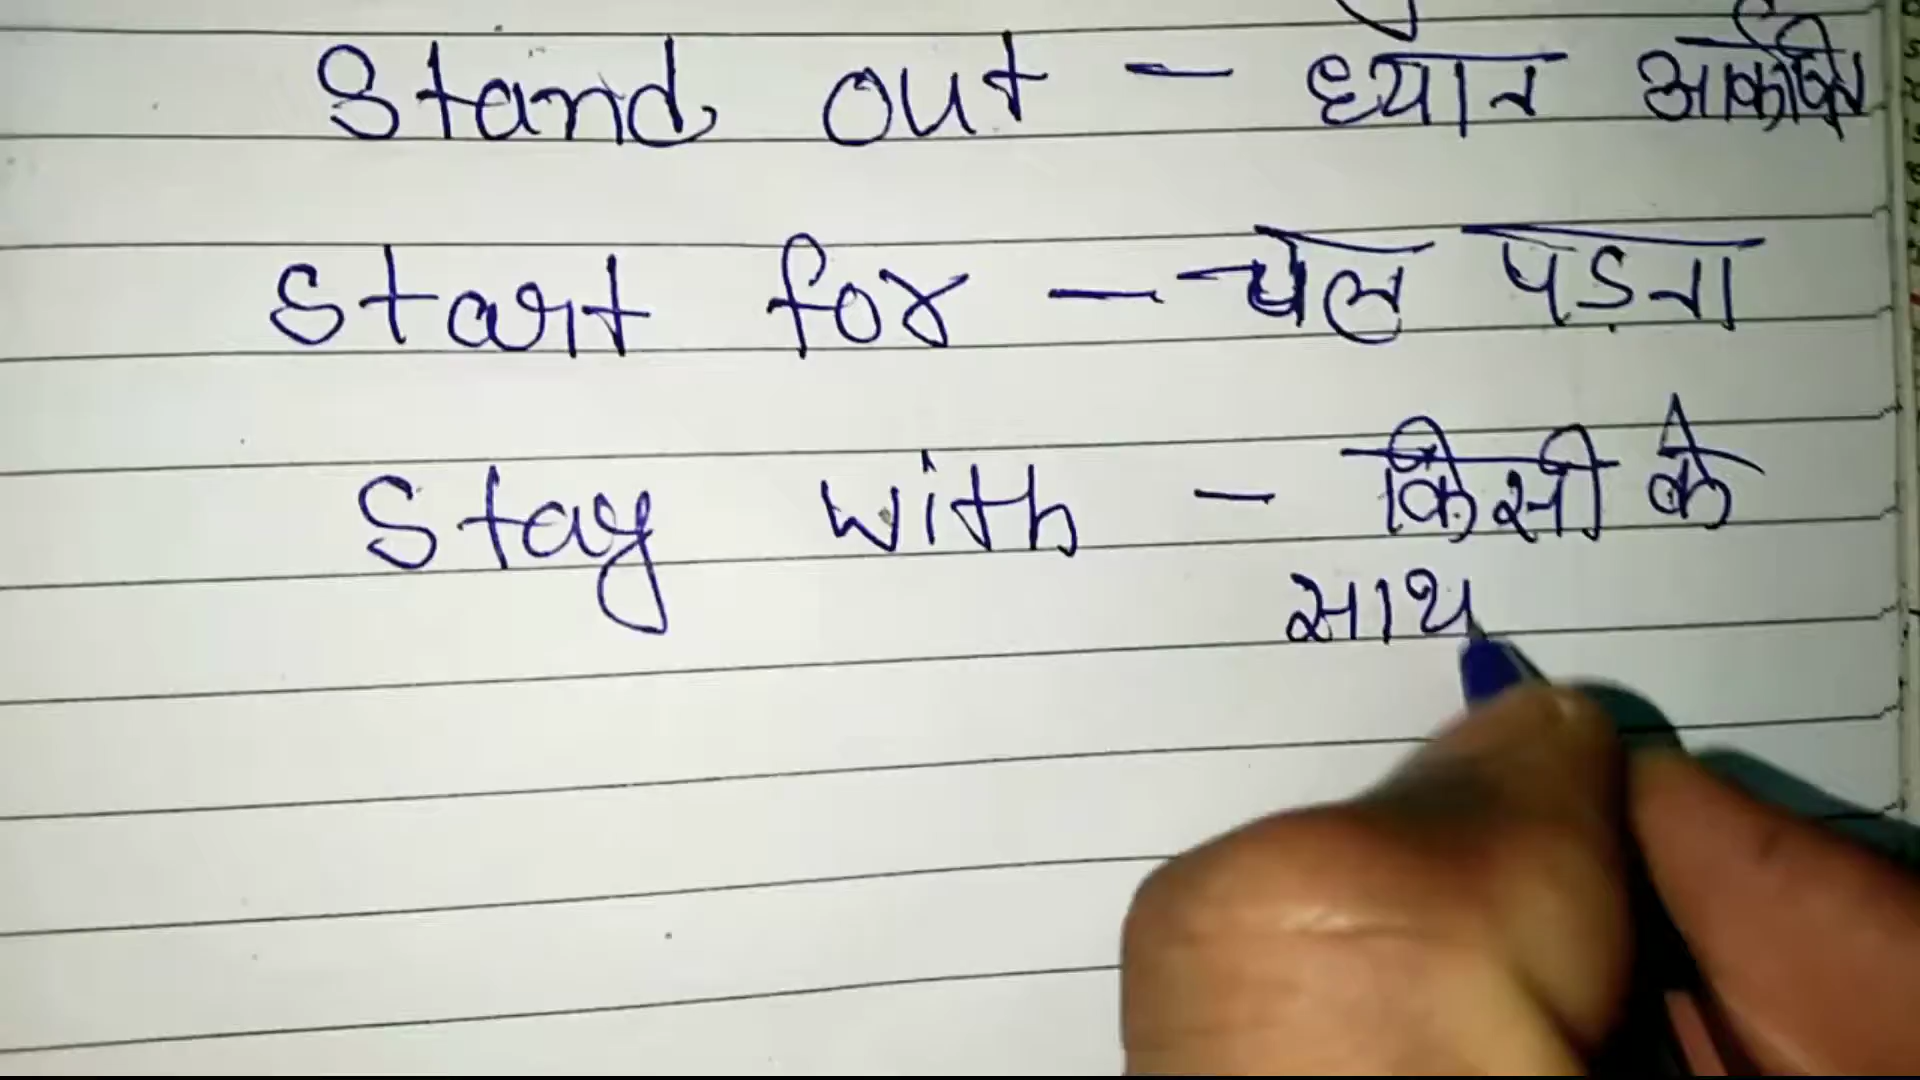 Stand out - ध्यान आकर्षित
Start for - चल पड़ना
Stay with - किसी के
साथ